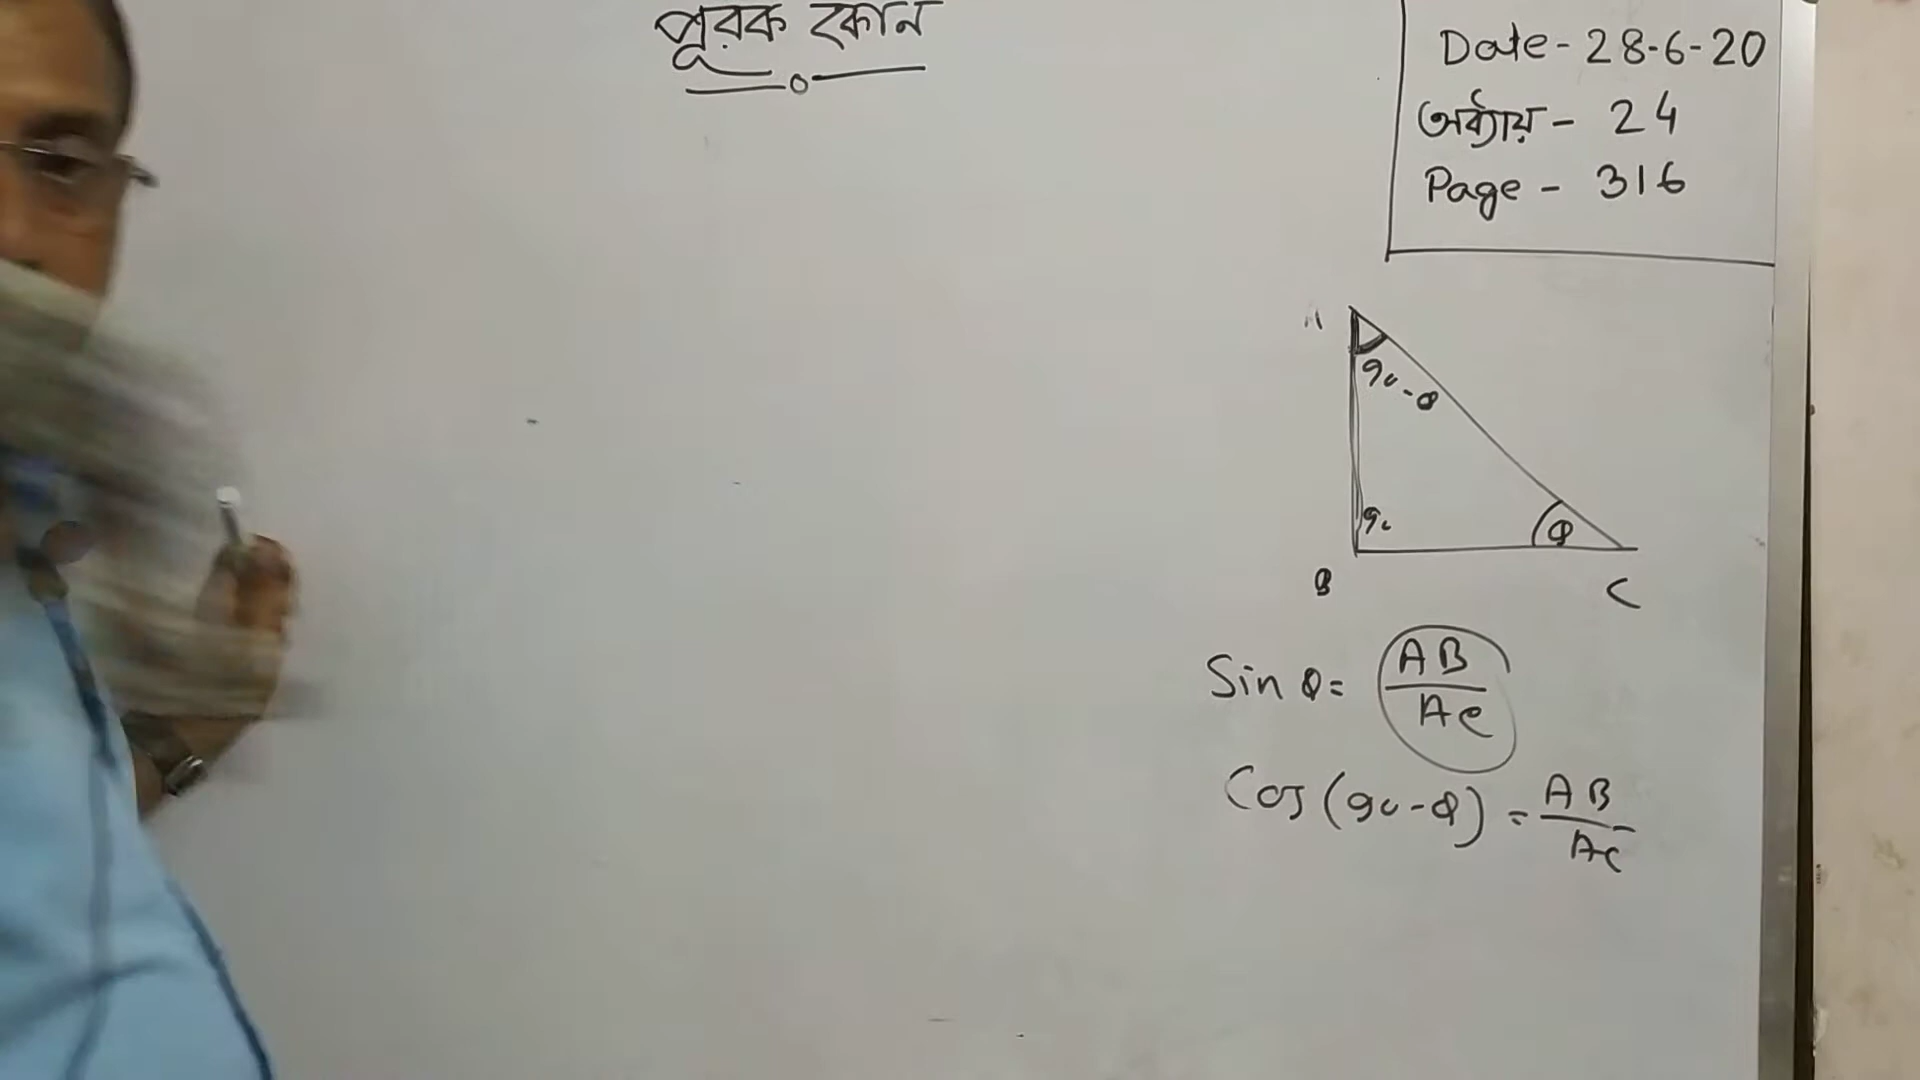 পূরক কোন
Date - 28-6-20
অধ্যায় - 24
Page - 316
A
90 - θ
90
θ
B
C
Sin θ = AB / AC
Cos (90 - θ) = AB / AC